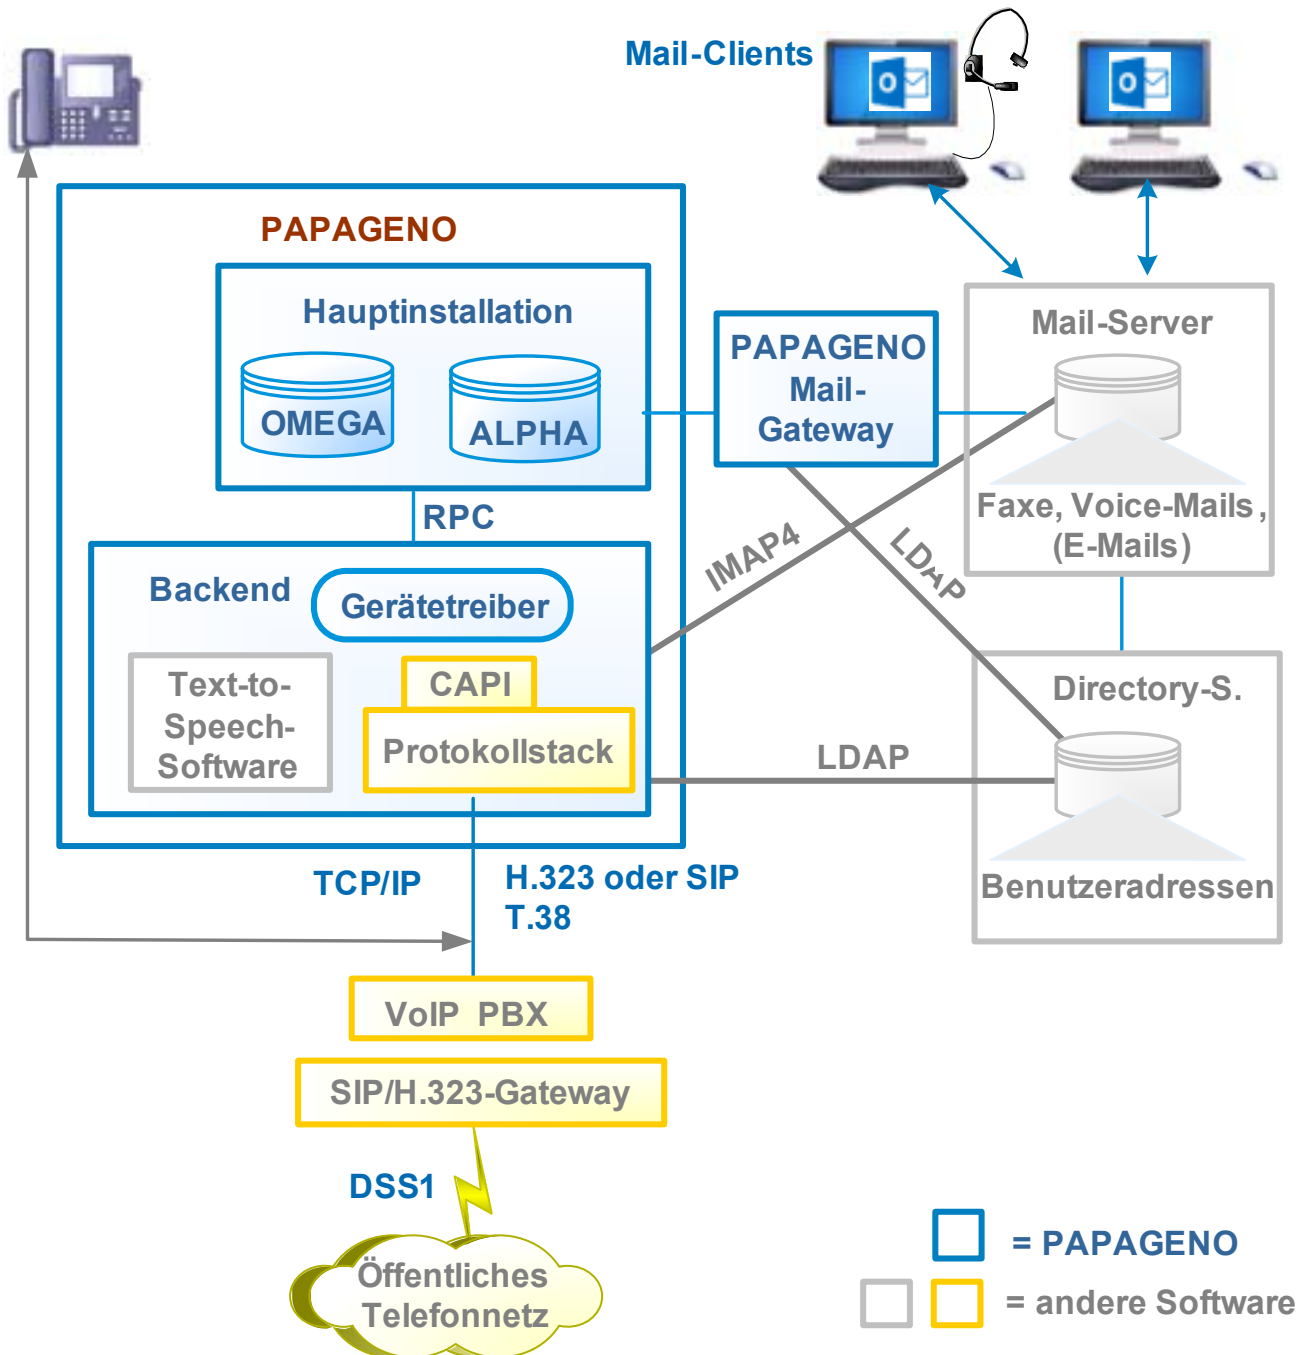 Mail-Clients
PAPAGENO
Hauptinstallation
OMEGA
ALPHA
PAPAGENO
Mail-
Gateway
Mail-Server
Faxe, Voice-Mails,
(E-Mails)
RPC
IMAP4
LDAP
Backend
Gerätetreiber
Text-to-
Speech-
Software
CAPI
Protokollstack
LDAP
Directory-S.
Benutzeradressen
TCP/IP
H.323 oder SIP
T.38
VoIP PBX
SIP/H.323-Gateway
DSS1
Öffentliches
Telefonnetz
= PAPAGENO
= andere Software